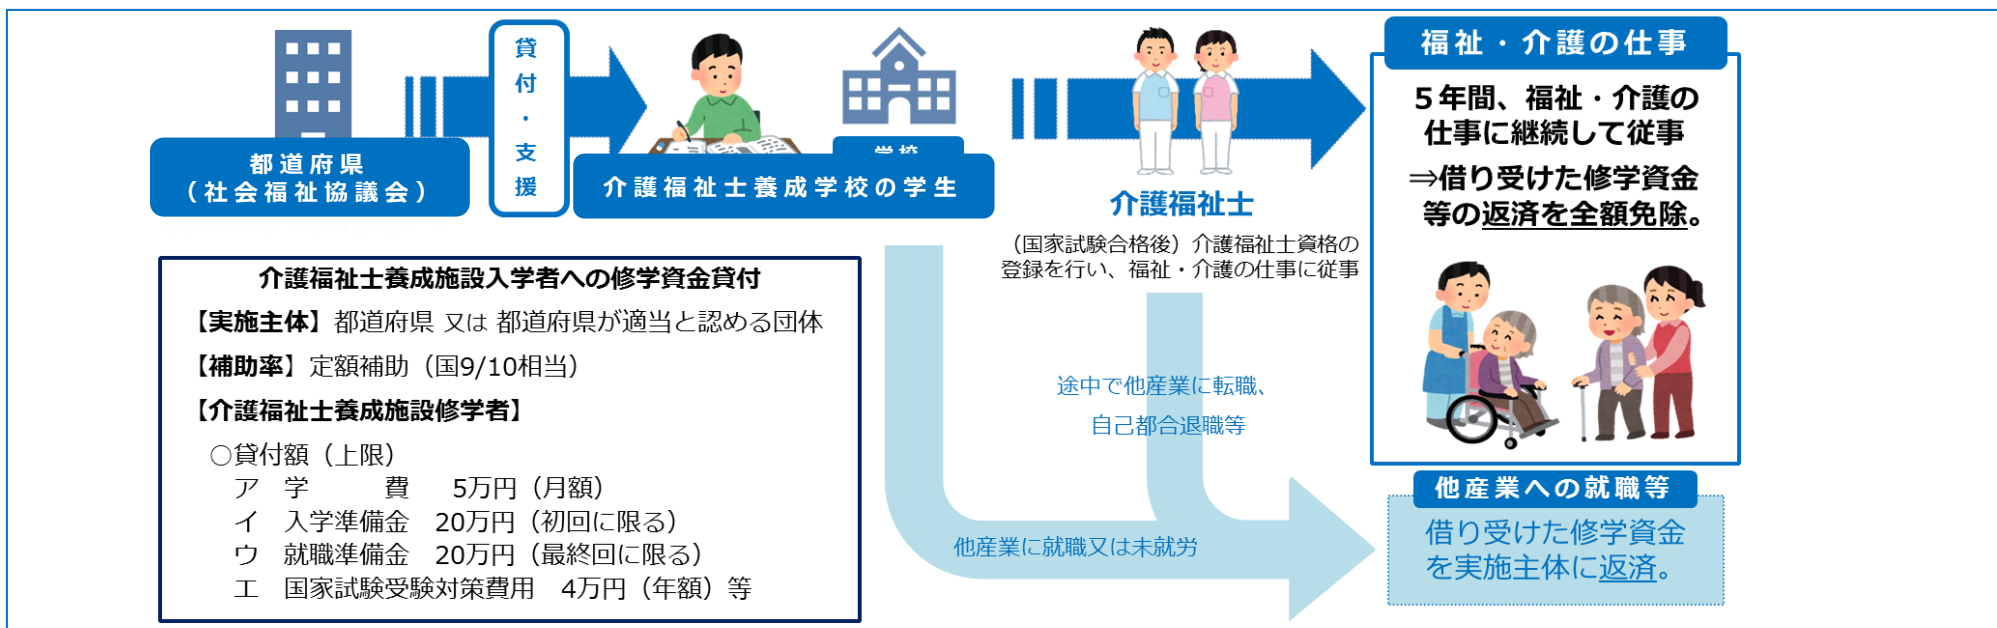 都道府県
（社会福祉協議会）
貸付・支援
学校
介護福祉士養成学校の学生
介護福祉士
（国家試験合格後）介護福祉士資格の
登録を行い、福祉・介護の仕事に従事
福祉・介護の仕事
５年間、福祉・介護の
仕事に継続して従事
⇒借り受けた修学資金
等の返済を全額免除。
介護福祉士養成施設入学者への修学資金貸付
【実施主体】都道府県 又は 都道府県が適当と認める団体
【補助率】定額補助（国9/10相当）
【介護福祉士養成施設修学者】
○貸付額（上限）
ア　学　　　費　 5万円（月額）
イ　入学準備金　20万円（初回に限る）
ウ　就職準備金　20万円（最終回に限る）
エ　国家試験受験対策費用　4万円（年額）等
途中で他産業に転職、
自己都合退職等
他産業に就職又は未就労
他産業への就職等
借り受けた修学資金
を実施主体に返済。